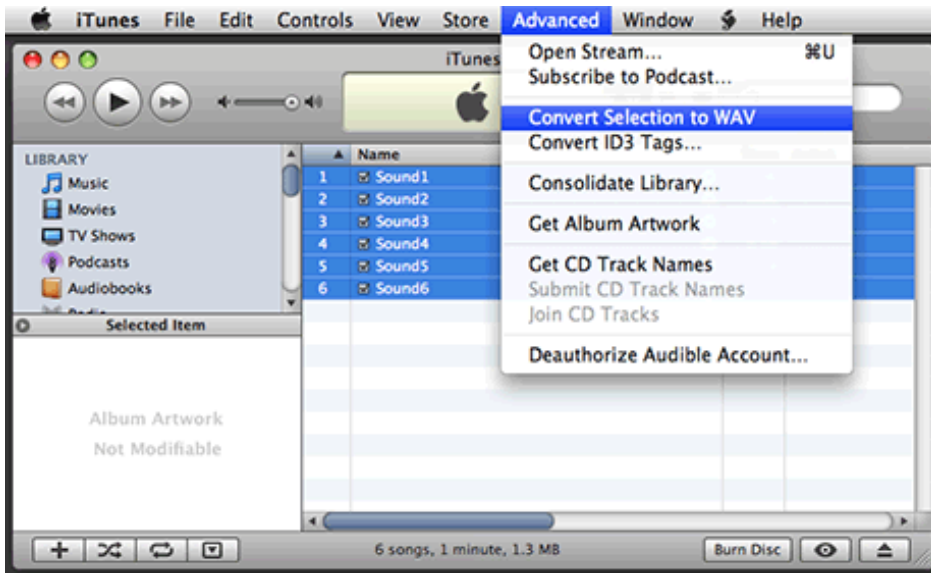 iTunes File Edit Controls View Store Advanced Window Help
iTunes
Open Stream... ⌘U
Subscribe to Podcast...
Convert Selection to WAV
Convert ID3 Tags...
Consolidate Library...
Get Album Artwork
Get CD Track Names
Submit CD Track Names
Join CD Tracks
Deauthorize Audible Account...
LIBRARY
Music
Movies
TV Shows
Podcasts
Audiobooks
Selected Item
Album Artwork
Not Modifiable
Name
1 Sound1
2 Sound2
3 Sound3
4 Sound4
5 Sound5
6 Sound6
6 songs, 1 minute, 1.3 MB
Burn Disc